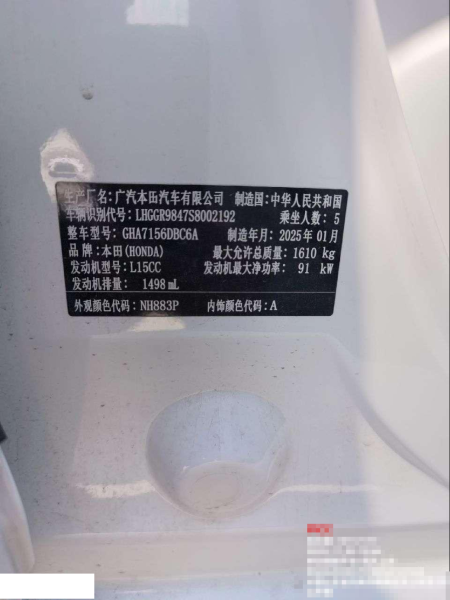 生产厂名：广汽本田汽车有限公司 制造国：中华人民共和国
车辆识别代号：LHGGR9847S8002192 乘坐人数：5
整车型号：GHA7156DBC6A 制造年月：2025年01月
品牌：本田(HONDA) 最大允许总质量：1610 kg
发动机型号：L15CC 发动机最大净功率：91 kW
发动机排量：1498 mL
外观颜色代码：NH883P 内饰颜色代码：A